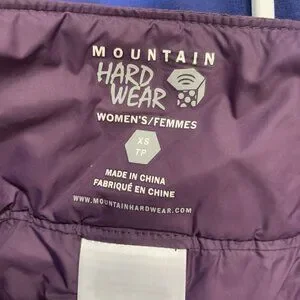 MOUNTAIN
HARD
WEAR
WOMEN'S/FEMMES
XS
TP
MADE IN CHINA
FABRIQUÉ EN CHINE
WWW.MOUNTAINHARDWEAR.COM